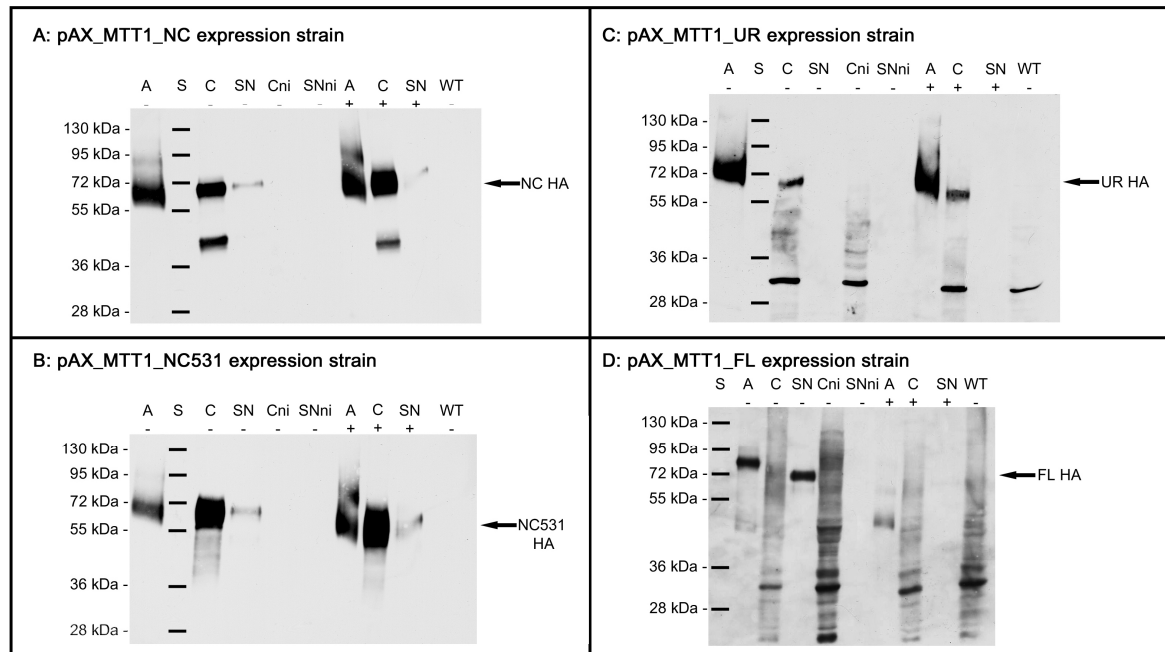 A: pAX_MTT1_NC expression strain
A S C SN Cni SNni A C SN WT
- - - - - + + + -
130 kDa -
95 kDa -
72 kDa -
55 kDa -
36 kDa -
28 kDa -
NC HA
B: pAX_MTT1_NC531 expression strain
A S C SN Cni SNni A C SN WT
- - - - - + + + -
130 kDa -
95 kDa -
72 kDa -
55 kDa -
36 kDa -
28 kDa -
NC531
HA
C: pAX_MTT1_UR expression strain
A S C SN Cni SNni A C SN WT
- - - - - + + + -
130 kDa -
95 kDa -
72 kDa -
55 kDa -
36 kDa -
28 kDa -
UR HA
D: pAX_MTT1_FL expression strain
S A C SN Cni SNni A C SN WT
- - - - - + + + -
130 kDa -
95 kDa -
72 kDa -
55 kDa -
36 kDa -
28 kDa -
FL HA